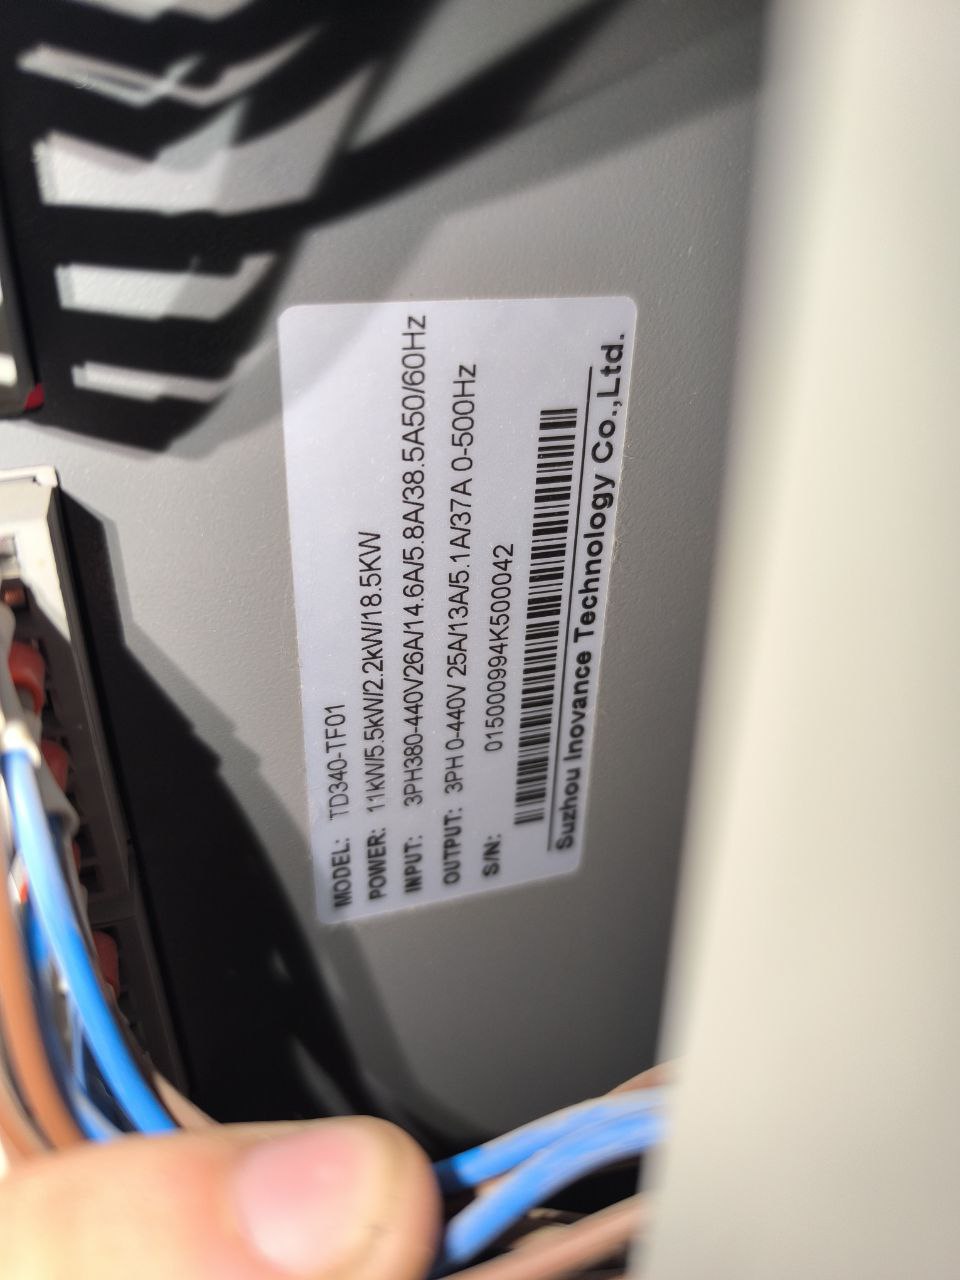 MODEL: TD340-TF01
POWER: 11kW/5.5kW/2.2kW/18.5KW
INPUT: 3PH380-440V26A/14.6A/5.8A/38.5A50/60Hz
OUTPUT: 3PH 0-440V 25A/13A/5.1A/37A 0-500Hz
S/N: 015000994K500042
Suzhou Inovance Technology Co.,Ltd.